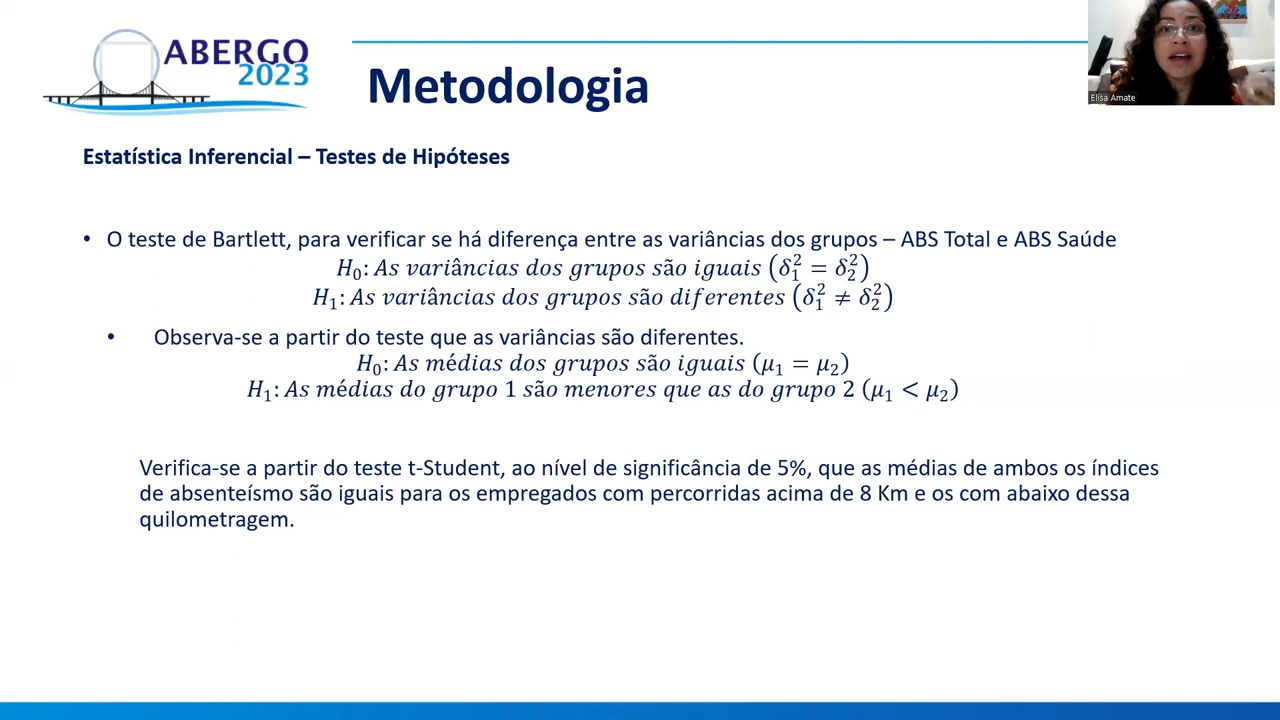 ABERGO
2023
Metodologia
Elisa Amate
Estatística Inferencial – Testes de Hipóteses
• O teste de Bartlett, para verificar se há diferença entre as variâncias dos grupos – ABS Total e ABS Saúde
H₀: As variâncias dos grupos são iguais (δ₁² = δ₂²)
H₁: As variâncias dos grupos são diferentes (δ₁² ≠ δ₂²)
• Observa-se a partir do teste que as variâncias são diferentes.
H₀: As médias dos grupos são iguais (μ₁ = μ₂)
H₁: As médias do grupo 1 são menores que as do grupo 2 (μ₁ < μ₂)
Verifica-se a partir do teste t-Student, ao nível de significância de 5%, que as médias de ambos os índices
de absenteísmo são iguais para os empregados com percorridas acima de 8 Km e os com abaixo dessa
quilometragem.